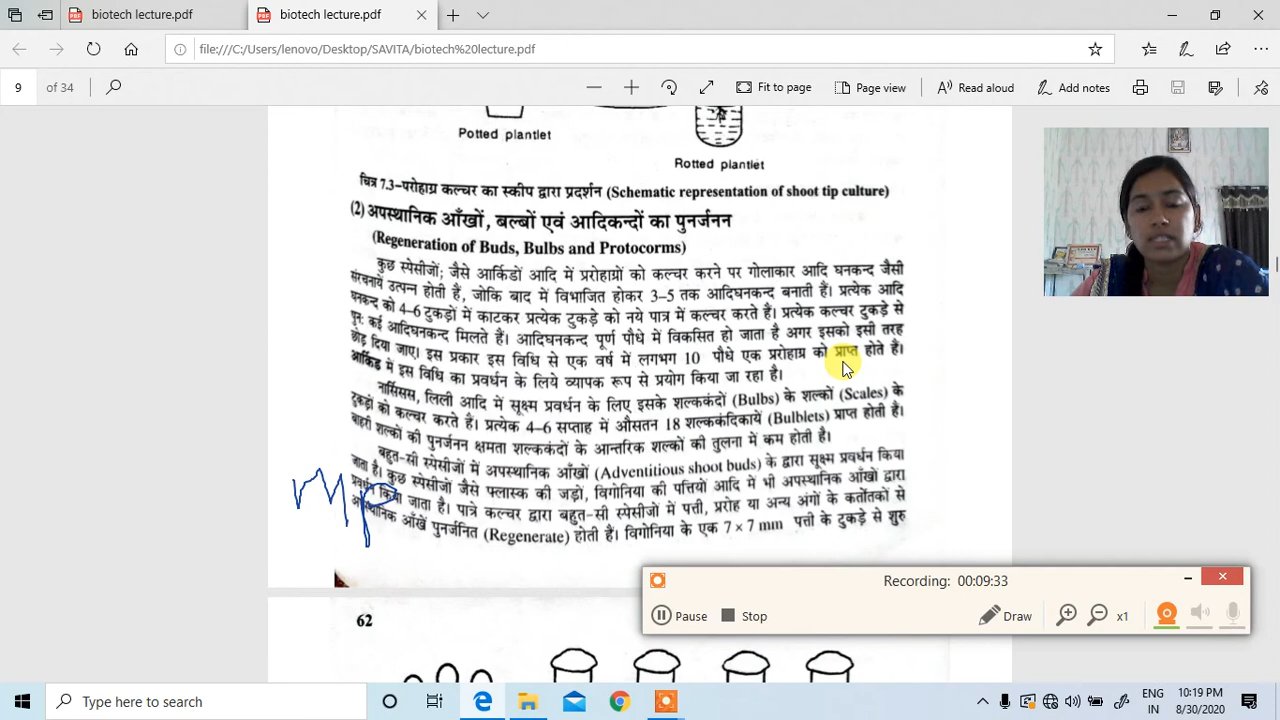 biotech lecture.pdf
biotech lecture.pdf
file:///C:/Users/lenovo/Desktop/SAVITA/biotech%20lecture.pdf
9 of 34
Fit to page
Page view
Read aloud
Add notes
Potted plantlet
Rotted plantlet
चित्र 7.3–परोहाग्र कल्चर का स्कीप द्वारा प्रदर्शन (Schematic representation of shoot tip culture)
(2) अपस्थानिक आँखों, बल्बों एवं आदिकन्दों का पुनर्जनन
(Regeneration of Buds, Bulbs and Protocorms)
कुछ स्पेसीजों; जैसे आर्किडों आदि में प्ररोहाग्रों को कल्चर करने पर गोलाकार आदि घनकन्द जैसी
संरचनायें उत्पन्न होती हैं, जोकि बाद में विभाजित होकर 3–5 तक आदिघनकन्द बनाती हैं। प्रत्येक आदि
घनकन्द को 4–6 टुकड़ों में काटकर प्रत्येक टुकड़े को नये पात्र में कल्चर करते हैं। प्रत्येक कल्चर टुकड़े से
पुन: कई आदिघनकन्द मिलते हैं। आदिघनकन्द पूर्ण पौधे में विकसित हो जाता है अगर इसको इसी तरह
छोड़ दिया जाए। इस प्रकार इस विधि से एक वर्ष में लगभग 10 पौधे एक प्ररोहाग्र को प्राप्त होते हैं।
आर्किड में इस विधि का प्रवर्धन के लिये व्यापक रूप से प्रयोग किया जा रहा है।
नार्सिसस, लिली आदि में सूक्ष्म प्रवर्धन के लिए इसके शल्ककंदों (Bulbs) के शल्कों (Scales) के
टुकड़ों को कल्चर करते हैं। प्रत्येक 4–6 सप्ताह में औसतन 18 शल्ककंदिकायें (Bulblets) प्राप्त होती है।
बाहरी शल्कों की पुनर्जनन क्षमता शल्ककंदों के आन्तरिक शल्कों की तुलना में कम होती है।
बहुत-सी स्पेसीजों में अपस्थानिक आँखों (Adventitious shoot buds) के द्वारा सूक्ष्म प्रवर्धन किया
जाता है। कुछ स्पेसीजों जैसे फ्लास्क की जड़ों, विगोनिया की पत्तियों आदि में भी अपस्थानिक आँखों द्वारा
प्रवर्धन किया जाता है। पात्रे कल्चर द्वारा बहुत-सी स्पेसीजों में पत्ती, प्ररोह या अन्य अंगों के कर्तोतकों से
अपस्थानिक आँखें पुनर्जनित (Regenerate) होती हैं। विगोनिया के एक 7 × 7 mm पत्ती के टुकड़े से शुरु
Mp
62
Recording: 00:09:33
Pause
Stop
Draw
x1
Type here to search
ENG
IN
10:19 PM
8/30/2020